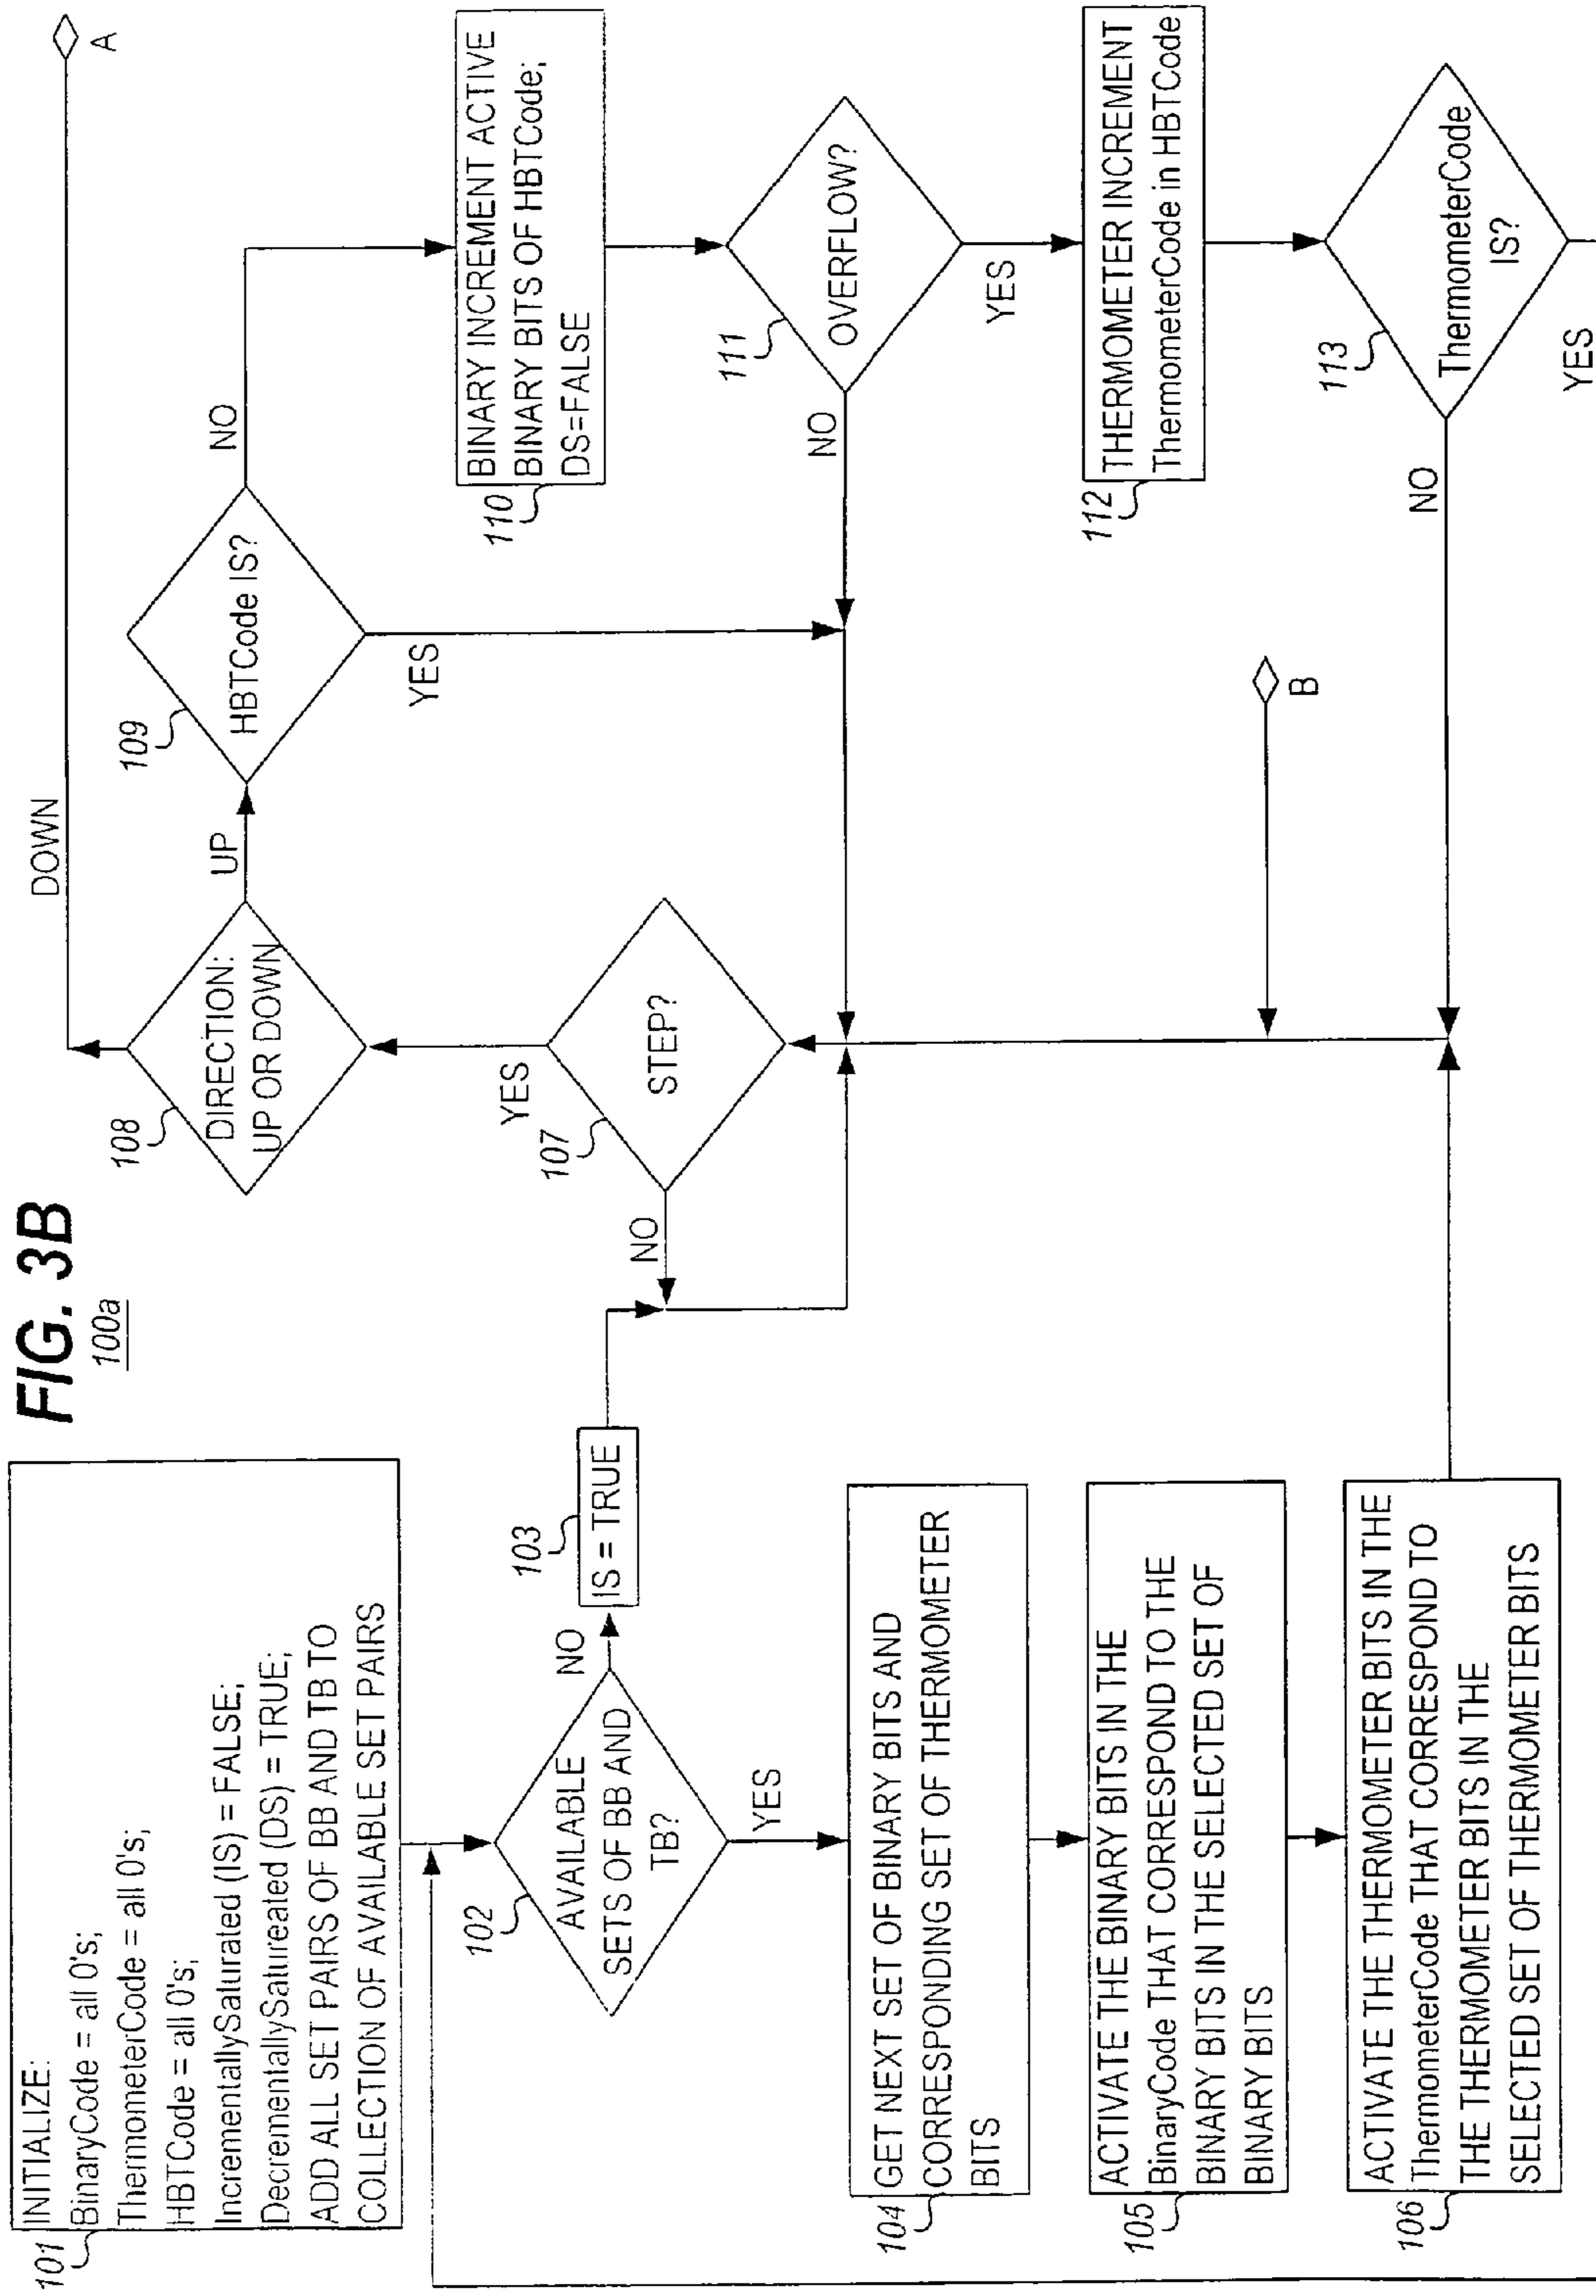 FIG. 3B
100a
101
INITIALIZE:
BinaryCode = all 0's;
ThermometerCode = all 0's;
HBTCode = all 0's;
IncrementallySaturated (IS) = FALSE;
DecrementallySatureated (DS) = TRUE;
ADD ALL SET PAIRS OF BB AND TB TO
COLLECTION OF AVAILABLE SET PAIRS
102
AVAILABLE
SETS OF BB AND
TB?
NO
YES
103
IS = TRUE
104
GET NEXT SET OF BINARY BITS AND
CORRESPONDING SET OF THERMOMETER
BITS
105
ACTIVATE THE BINARY BITS IN THE
BinaryCode THAT CORRESPOND TO THE
BINARY BITS IN THE SELECTED SET OF
BINARY BITS
106
ACTIVATE THE THERMOMETER BITS IN THE
ThermometerCode THAT CORRESPOND TO
THE THERMOMETER BITS IN THE
SELECTED SET OF THERMOMETER BITS
107
STEP?
NO
YES
108
DIRECTION:
UP OR DOWN
DOWN
A
UP
109
HBTCode IS?
NO
YES
110
BINARY INCREMENT ACTIVE
BINARY BITS OF HBTCode;
DS=FALSE
111
OVERFLOW?
NO
YES
112
THERMOMETER INCREMENT
ThermometerCode in HBTCode
113
ThermometerCode
IS?
NO
YES
B